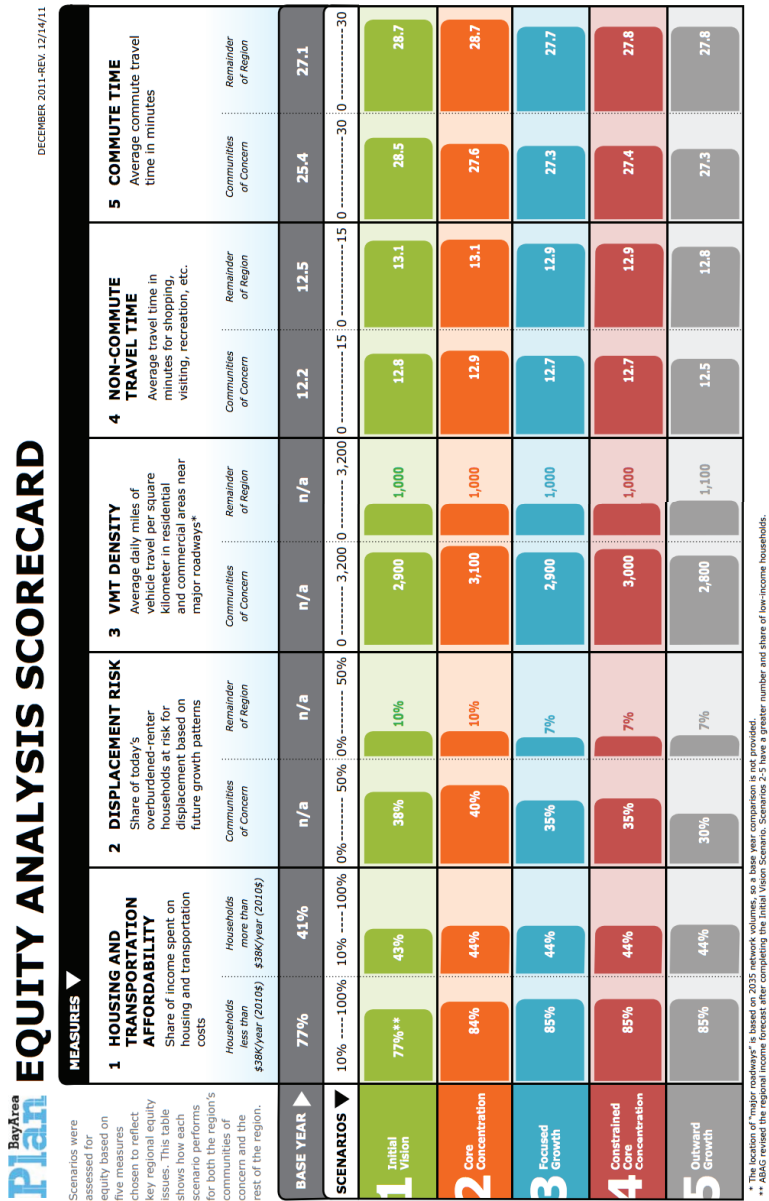 BayArea
Plan
EQUITY ANALYSIS SCORECARD
DECEMBER 2011-REV. 12/14/11
Scenarios were
assessed for
equity based on
five measures
chosen to reflect
key regional equity
issues. This table
shows how each
scenario performs
for both the region's
communities of
concern and the
rest of the region.
MEASURES ▼
1 HOUSING AND
TRANSPORTATION
AFFORDABILITY
Share of income spent on
housing and transportation
costs
Households
less than
$38K/year (2010$)
Households
more than
$38K/year (2010$)
2 DISPLACEMENT RISK
Share of today's
overburdened-renter
households at risk for
displacement based on
future growth patterns
Communities
of Concern
Remainder
of Region
3 VMT DENSITY
Average daily miles of
vehicle travel per square
kilometer in residential
and commercial areas near
major roadways*
Communities
of Concern
Remainder
of Region
4 NON-COMMUTE
TRAVEL TIME
Average travel time in
minutes for shopping,
visiting, recreation, etc.
Communities
of Concern
Remainder
of Region
5 COMMUTE TIME
Average commute travel
time in minutes
Communities
of Concern
Remainder
of Region
BASE YEAR ▶ 77% 41% n/a n/a n/a n/a 12.2 12.5 25.4 27.1
SCENARIOS ▼ 10% ----100% 10% ----100% 0%-------- 50% 0%-------- 50% 0 --------- 3,200 0 --------- 3,200 0------------15 0------------15 0------------30 0------------30
1 Initial
Vision
77%** 43% 38% 10% 2,900 1,000 12.8 13.1 28.5 28.7
2 Core
Concentration
84% 44% 40% 10% 3,100 1,000 12.9 13.1 27.6 28.7
3 Focused
Growth
85% 44% 35% 7% 2,900 1,000 12.7 12.9 27.3 27.7
4 Constrained
Core
Concentration
85% 44% 35% 7% 3,000 1,000 12.7 12.9 27.4 27.8
5 Outward
Growth
85% 44% 30% 7% 2,800 1,100 12.5 12.8 27.3 27.8
* The location of "major roadways" is based on 2035 network volumes, so a base year comparison is not provided.
** ABAG revised the regional income forecast after completing the Initial Vision Scenario. Scenarios 2-5 have a greater number and share of low-income households.